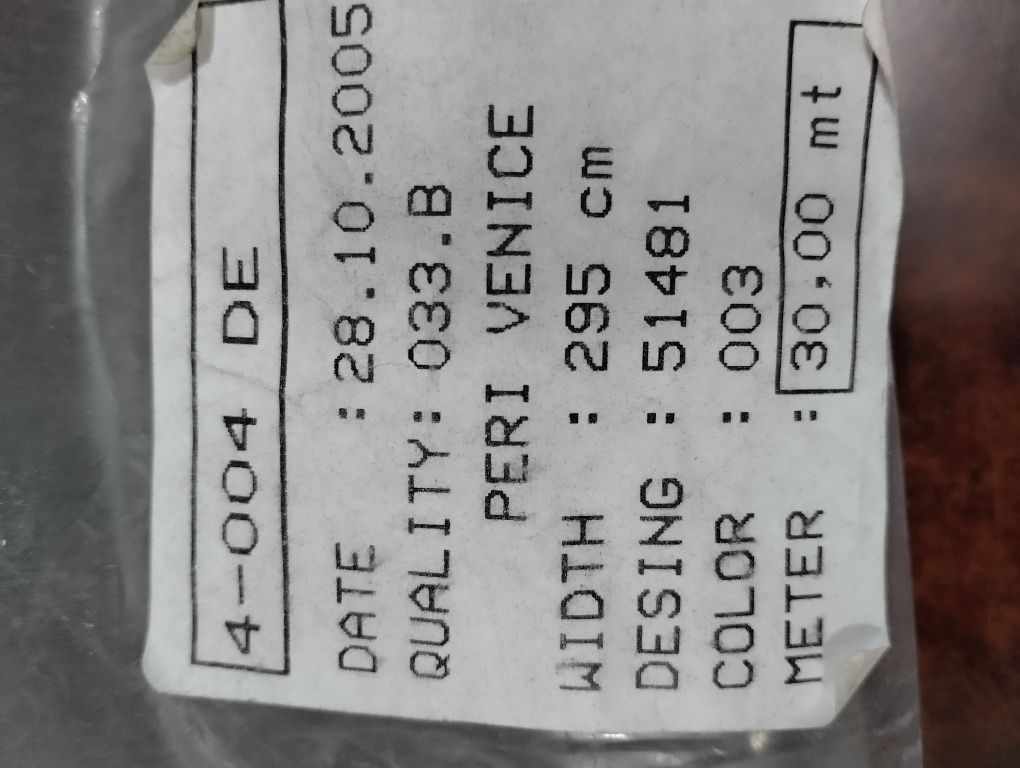 4-004 DE
DATE :28.10.2005
QUALITY: 033.B
PERI VENICE
WIDTH : 295 cm
DESING : 51481
COLOR : 003
METER : 30,00 mt